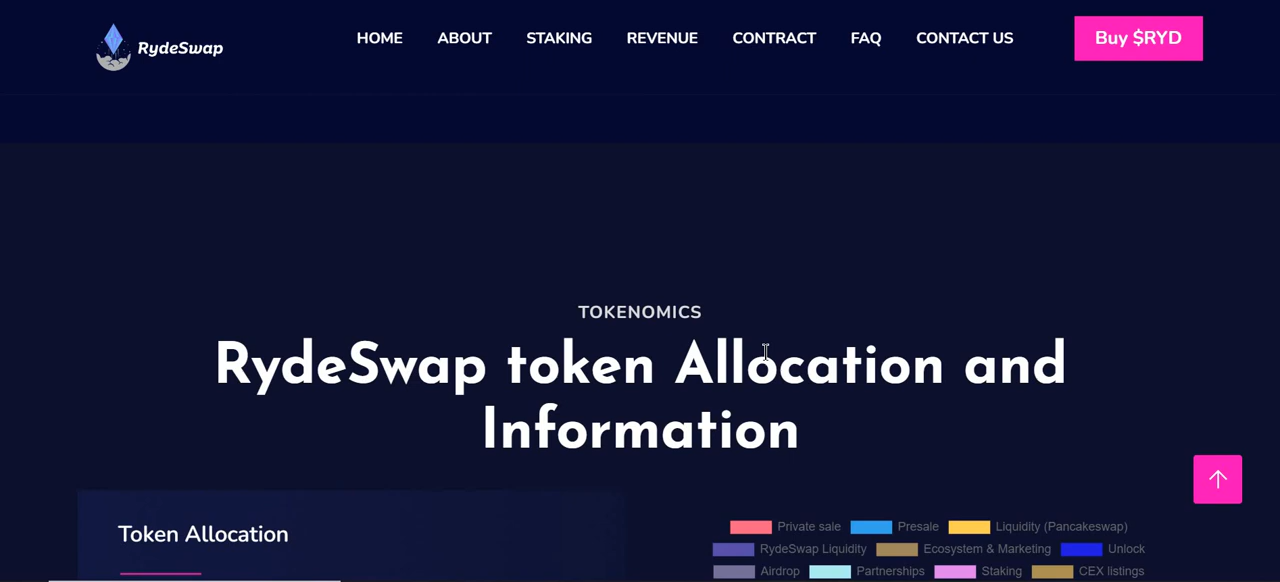 RydeSwap HOME ABOUT STAKING REVENUE CONTRACT FAQ CONTACT US Buy $RYD
TOKENOMICS
RydeSwap token Allocation and
Information
Token Allocation
Private sale Presale Liquidity (Pancakeswap)
RydeSwap Liquidity Ecosystem & Marketing Unlock
Airdrop Partnerships Staking CEX listings